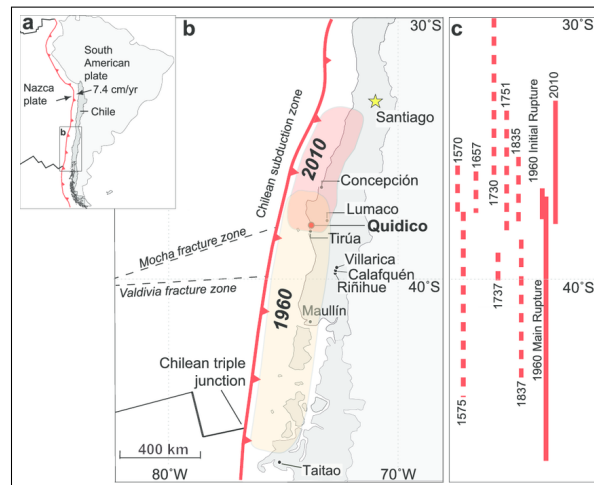 a
South
American
plate
7.4 cm/yr
Nazca
plate
Chile
b
b
30°S
Chilean subduction zone
Santiago
2010
Concepción
Lumaco
Quidico
Tirúa
Mocha fracture zone
Valdivia fracture zone
Villarica
Calafquén
Riñihue
40°S
1960
Maullín
Chilean triple
junction
400 km
Taitao
80°W
70°W
c
30°S
1570
1657
1730
1751
1835
1960 Initial Rupture
2010
1737
40°S
1575
1837
1960 Main Rupture